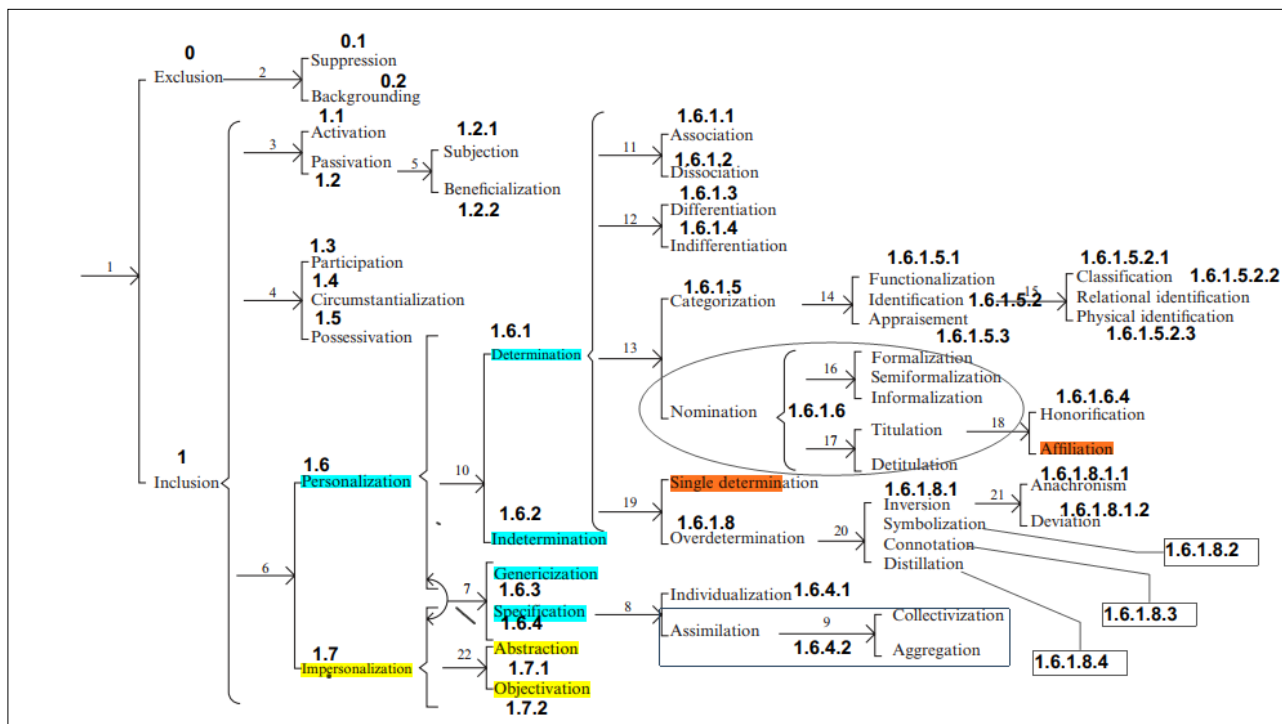 0
Exclusion
2
0.1
Suppression
0.2
Backgrounding
1
1
Inclusion
3
1.1
Activation
Passivation
1.2
5
1.2.1
Subjection
Beneficialization
1.2.2
4
1.3
Participation
1.4
Circumstantialization
1.5
Possessivation
6
1.6
Personalization
1.7
Impersonalization
10
1.6.1
Determination
1.6.2
Indetermination
7
Genericization
1.6.3
Specification
1.6.4
22
Abstraction
1.7.1
Objectivation
1.7.2
11
1.6.1.1
Association
1.6.1.2
Dissociation
12
1.6.1.3
Differentiation
1.6.1.4
Indifferentiation
13
1.6.1.5
Categorization
14
1.6.1.5.1
Functionalization
Identification 1.6.1.5.2
Appraisement
1.6.1.5.3
15
1.6.1.5.2.1
Classification 1.6.1.5.2.2
Relational identification
Physical identification
1.6.1.5.2.3
Nomination
1.6.1.6
16
Formalization
Semiformalization
Informalization
17
Titulation
Detitulation
18
1.6.1.6.4
Honorification
Affiliation
19
Single determination
1.6.1.8
Overdetermination
20
1.6.1.8.1
Inversion
Symbolization
Connotation
Distillation
21
1.6.1.8.1.1
Anachronism
1.6.1.8.1.2
Deviation
1.6.1.8.2
1.6.1.8.3
1.6.1.8.4
8
Individualization 1.6.4.1
Assimilation
9
1.6.4.2
Collectivization
Aggregation